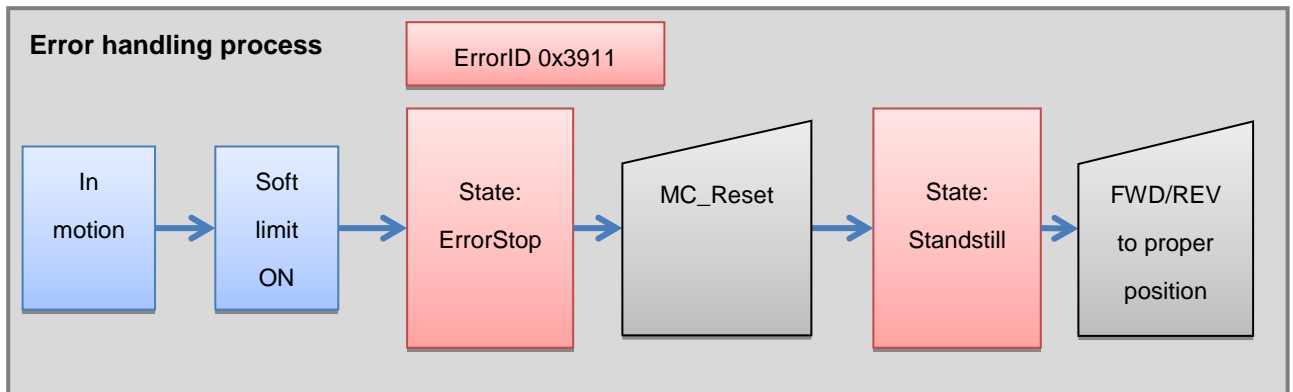 Error handling process
ErrorID 0x3911
In
motion
Soft
limit
ON
State:
ErrorStop
MC_Reset
State:
Standstill
FWD/REV
to proper
position